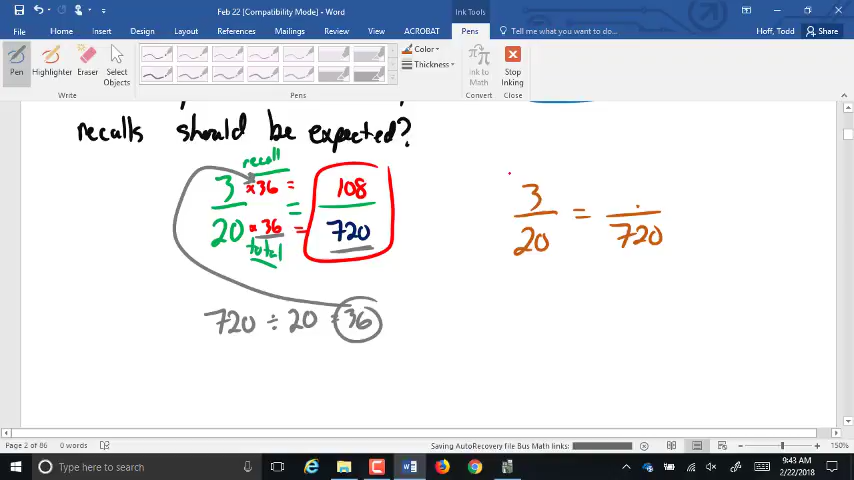 Feb 22 [Compatibility Mode] - Word
Ink Tools
Hoff, Todd
File Home Insert Design Layout References Mailings Review View ACROBAT Pens Tell me what you want to do... Share
Pen Highlighter Eraser Select Objects
Color
Thickness
Ink to Math
Stop Inking
Write Pens Convert Close
recalls should be expected?
recall
3 × 36 = 108
20 × 36 = 720
=
total
720 ÷ 20 = 36
3 = .
20 720
Page 2 of 86 0 words Saving AutoRecovery file Bus Math links: 150%
Type here to search
9:43 AM
2/22/2018